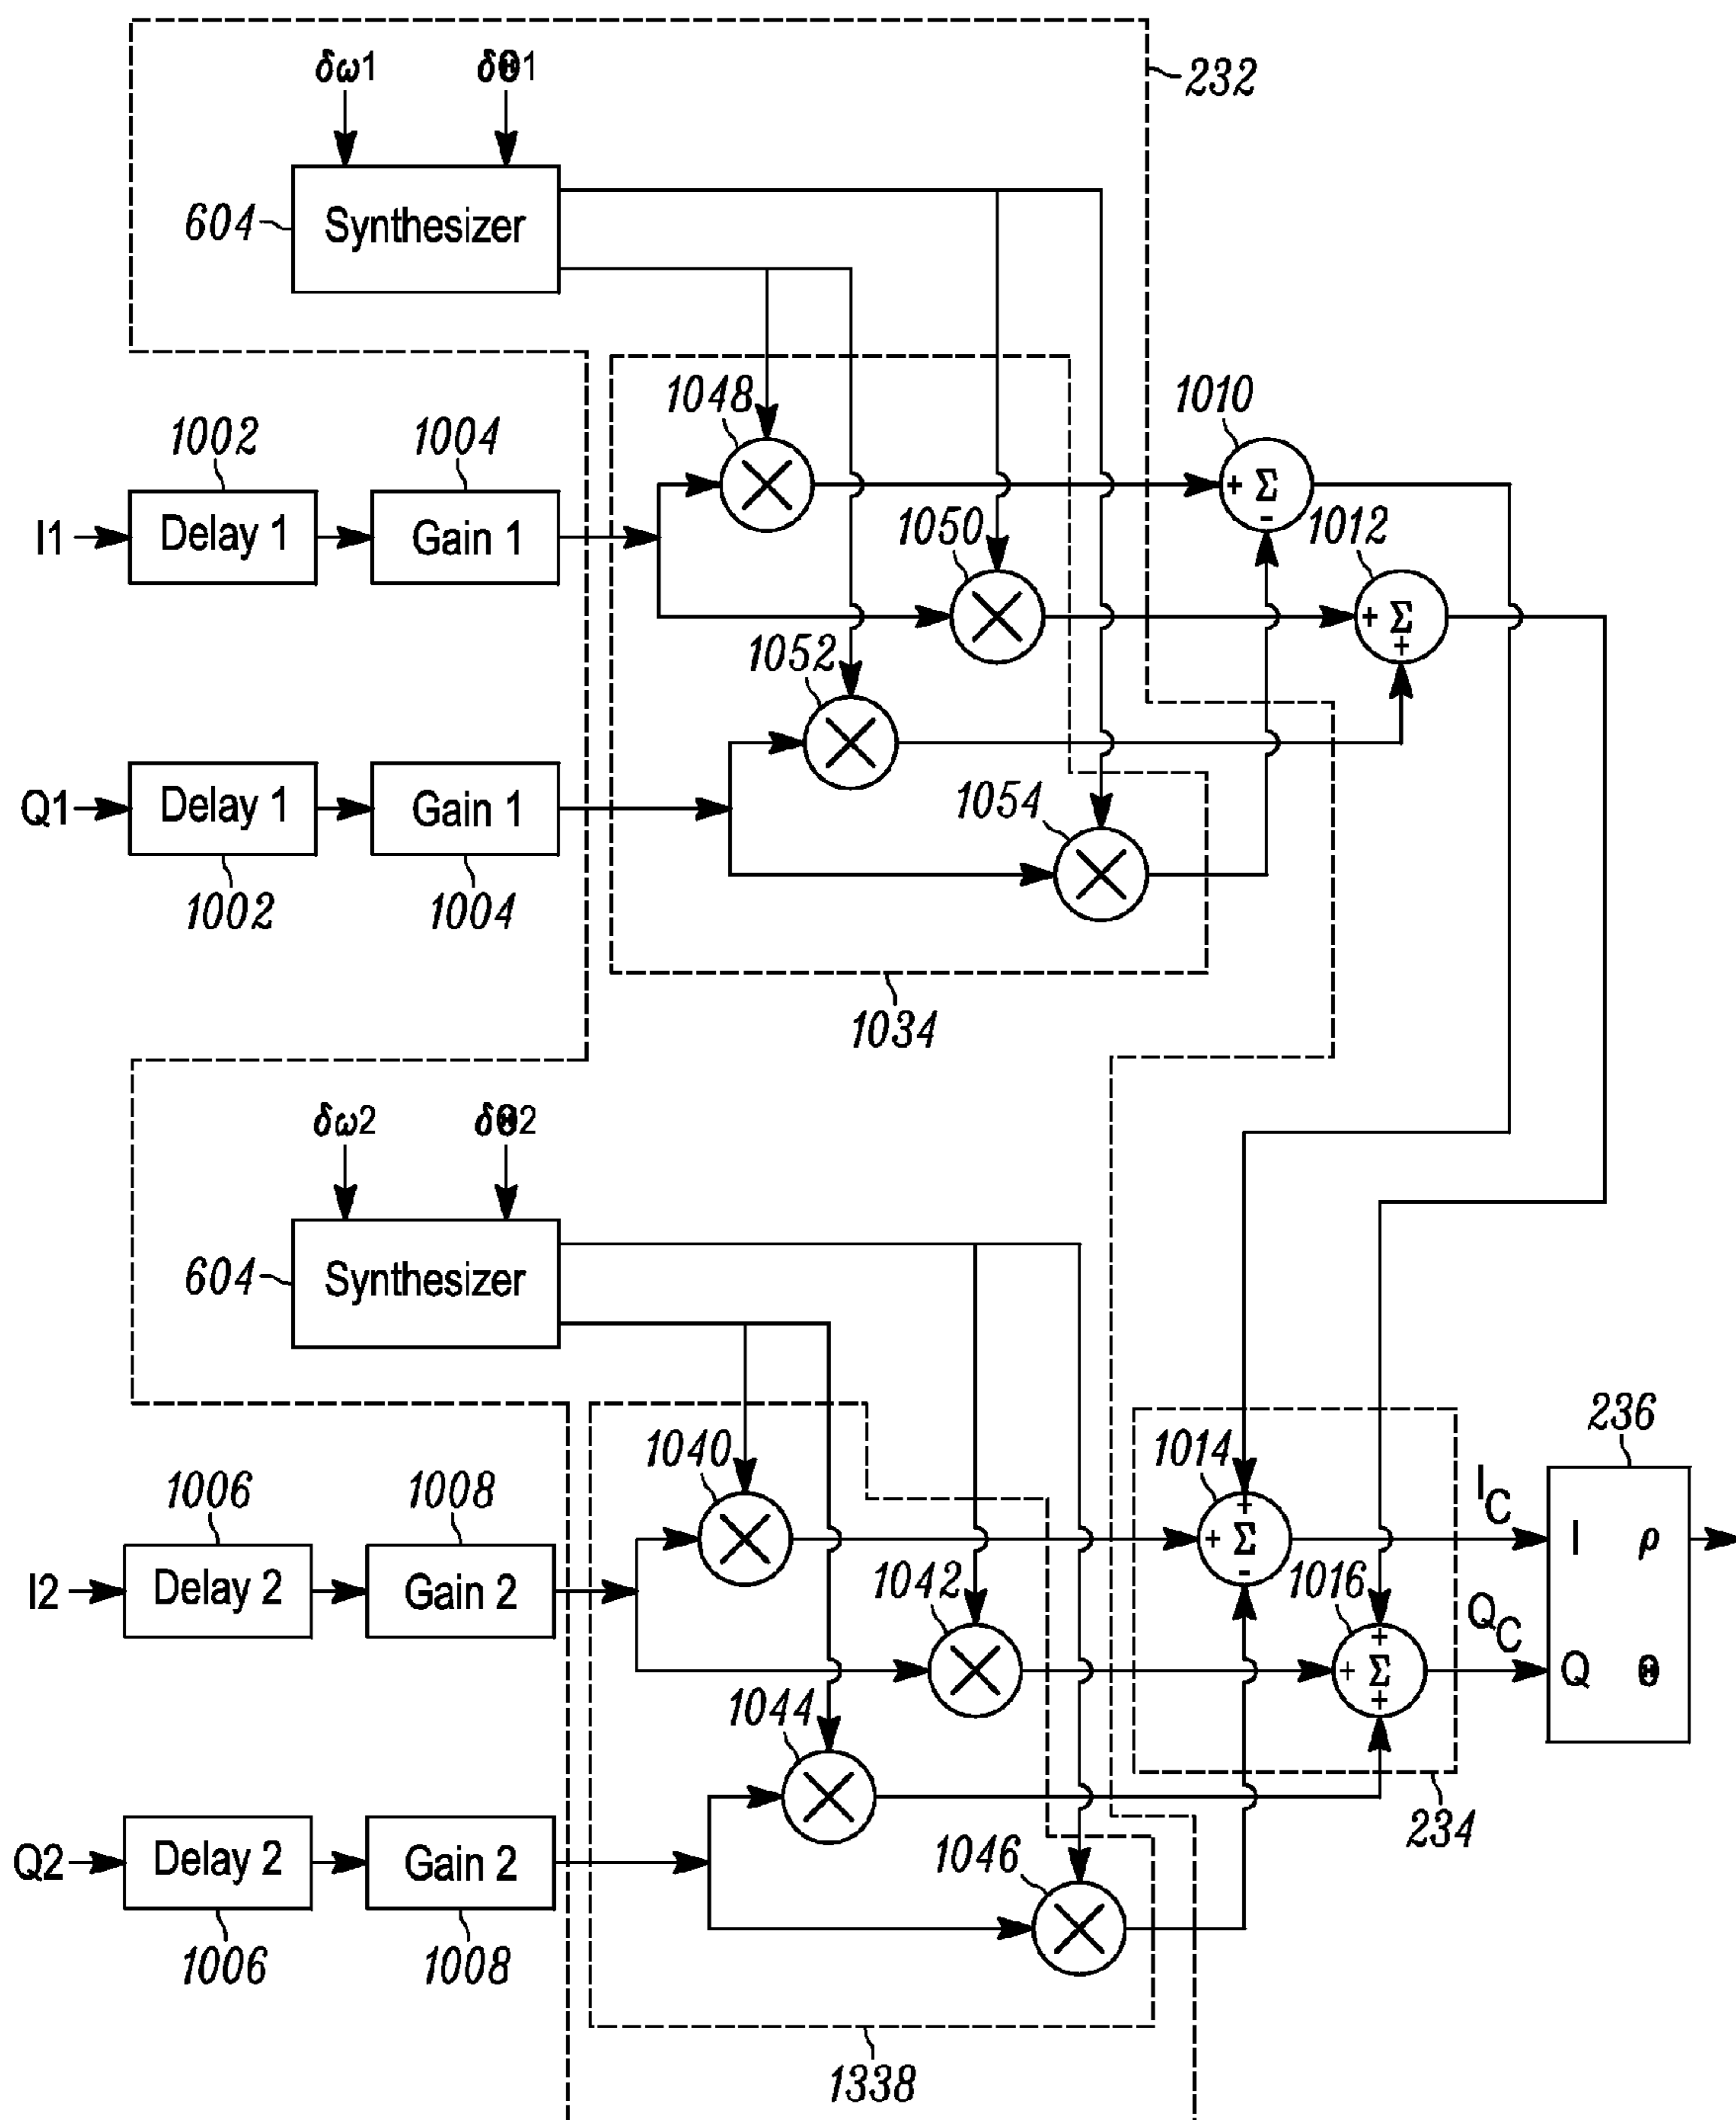 δω1 δΘ1
232
604
Synthesizer
1048
1010
1002
1004
I1
Delay 1
Gain 1
+ Σ
-
1050
1012
+ Σ
+
1052
Q1
Delay 1
Gain 1
1054
1002
1004
1034
δω2 δΘ2
604
Synthesizer
236
1040
1014
1006
1008
+
+ Σ
-
I_C
I ρ
I2
Delay 2
Gain 2
1042
1016
Q_C
+
+ Σ
+
Q Θ
1044
234
Q2
Delay 2
Gain 2
1046
1006
1008
1338